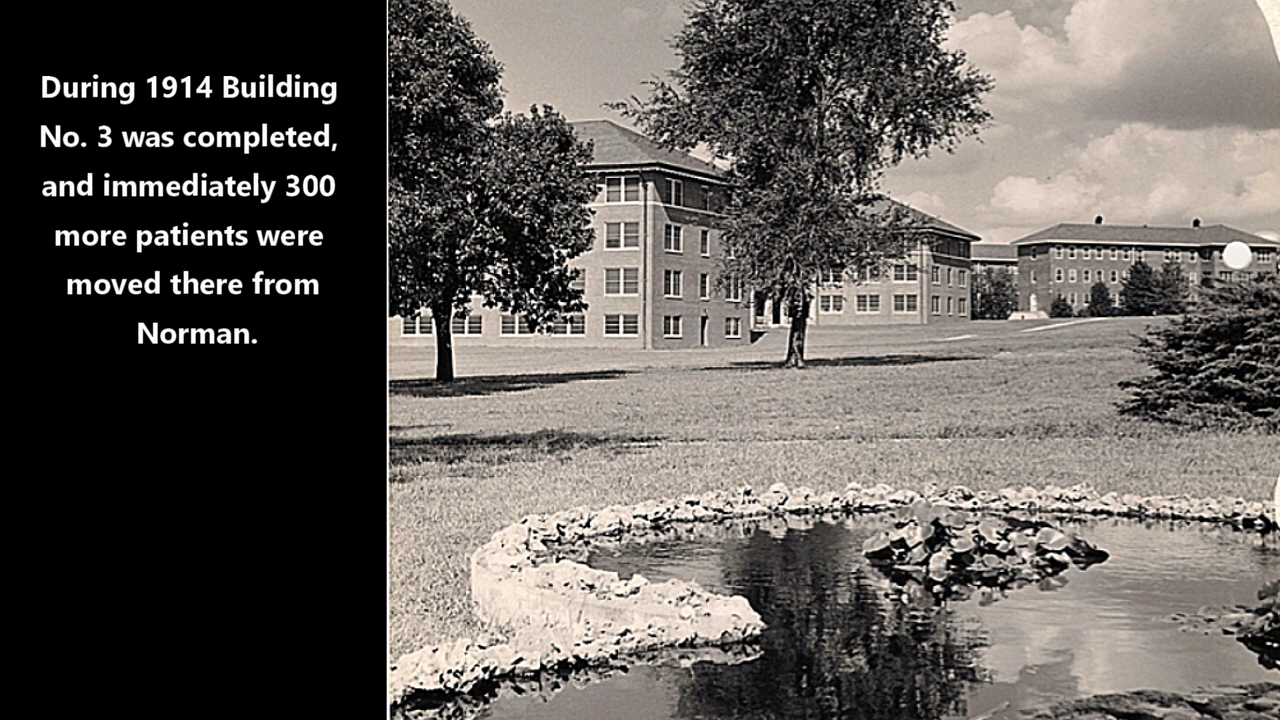 During 1914 Building
No. 3 was completed,
and immediately 300
more patients were
moved there from
Norman.